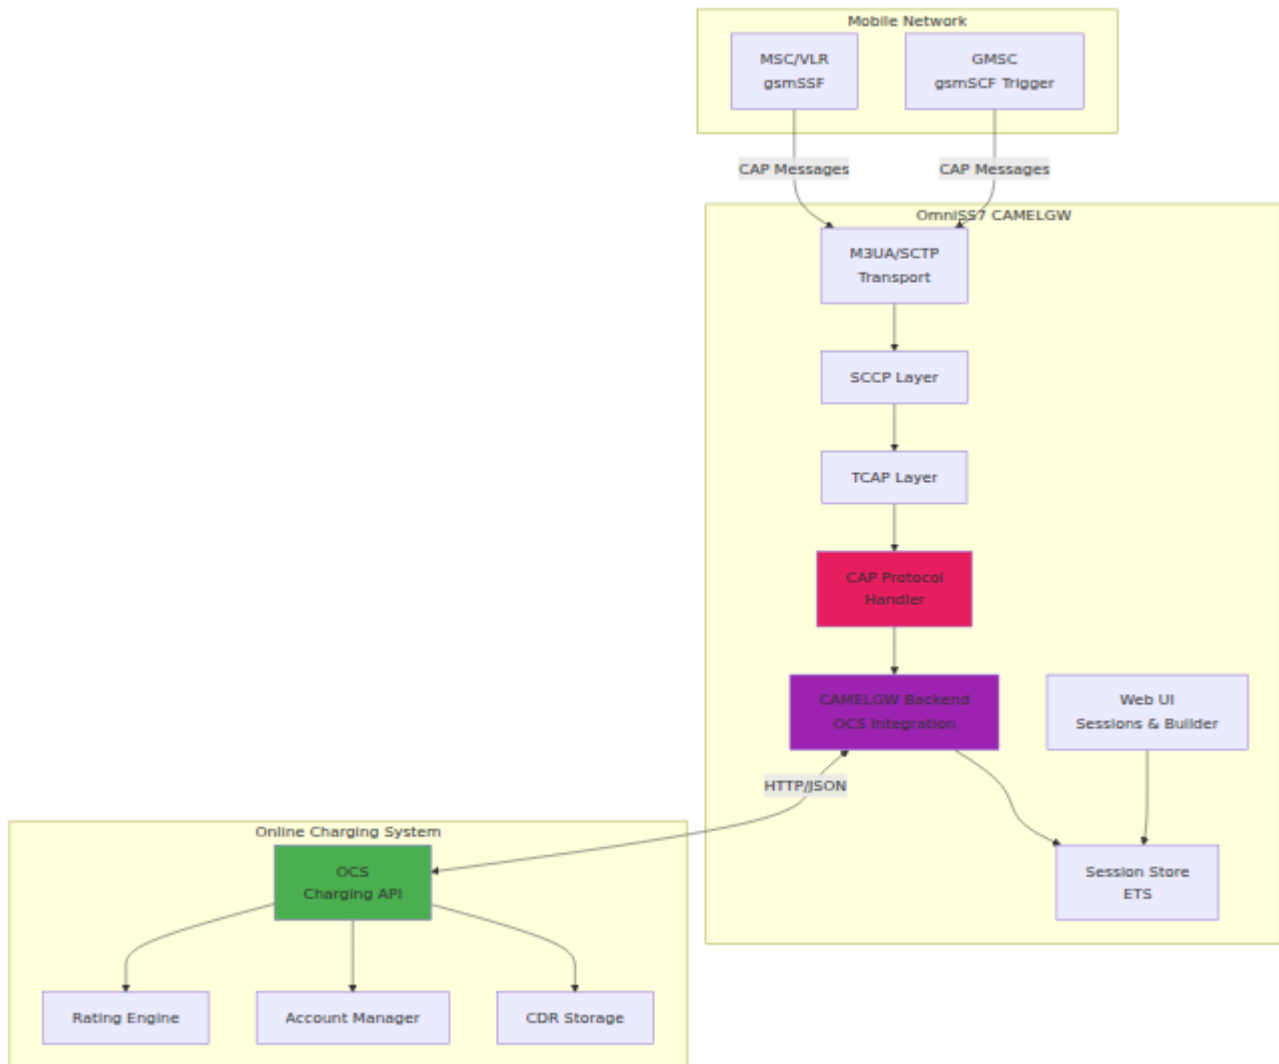 Mobile Network
MSC/VLR
gsmSSF
GMSC
gsmSCF Trigger
CAP Messages
CAP Messages
OmniSS7 CAMELGW
M3UA/SCTP
Transport
SCCP Layer
TCAP Layer
CAP Protocol
Handler
CAMELGW Backend
OCS Integration
Web UI
Sessions & Builder
HTTP/JSON
Session Store
ETS
Online Charging System
OCS
Charging API
Rating Engine
Account Manager
CDR Storage